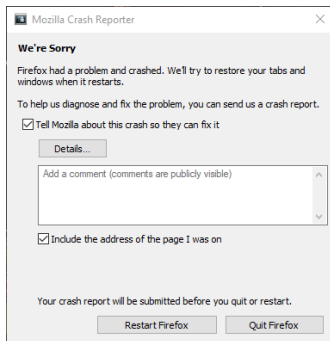 Mozilla Crash Reporter
We're Sorry
Firefox had a problem and crashed. We'll try to restore your tabs and
windows when it restarts.
To help us diagnose and fix the problem, you can send us a crash report.
Tell Mozilla about this crash so they can fix it
Details...
Add a comment (comments are publicly visible)
Include the address of the page I was on
Your crash report will be submitted before you quit or restart.
Restart Firefox
Quit Firefox